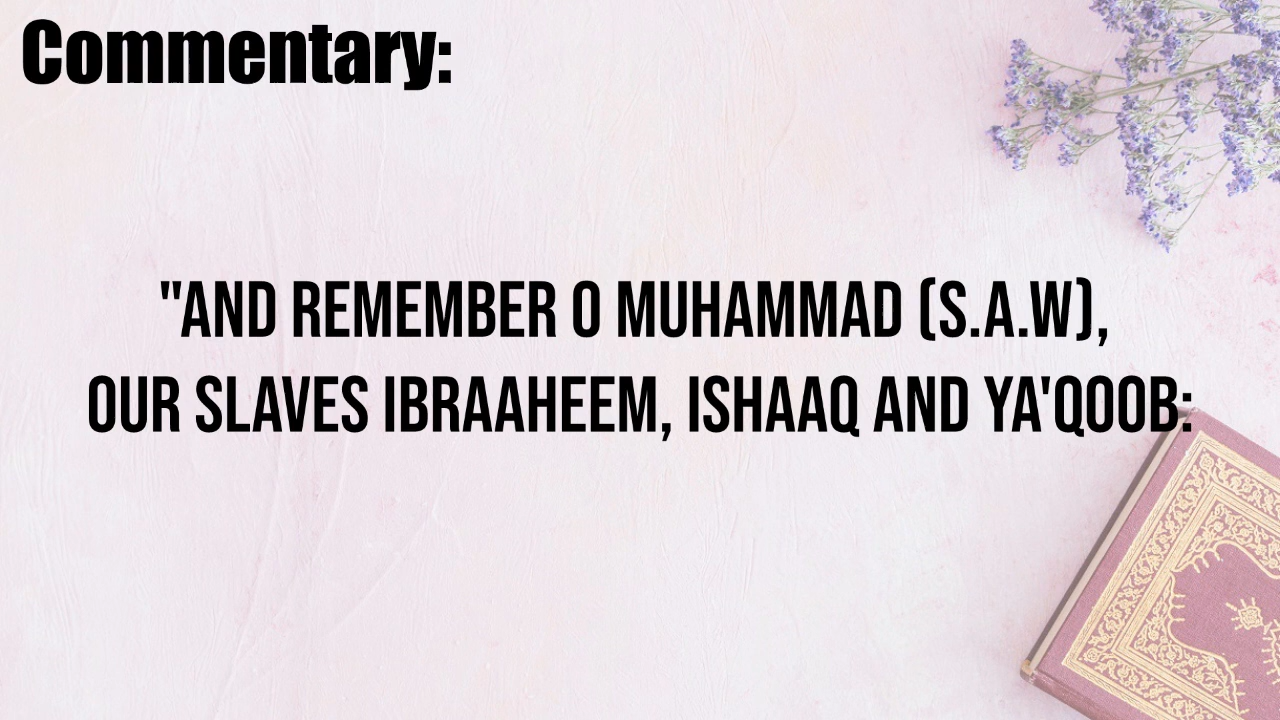 Commentary:
"AND REMEMBER O MUHAMMAD (S.A.W),
OUR SLAVES IBRAAHEEM, ISHAAQ AND YA'QOOB: